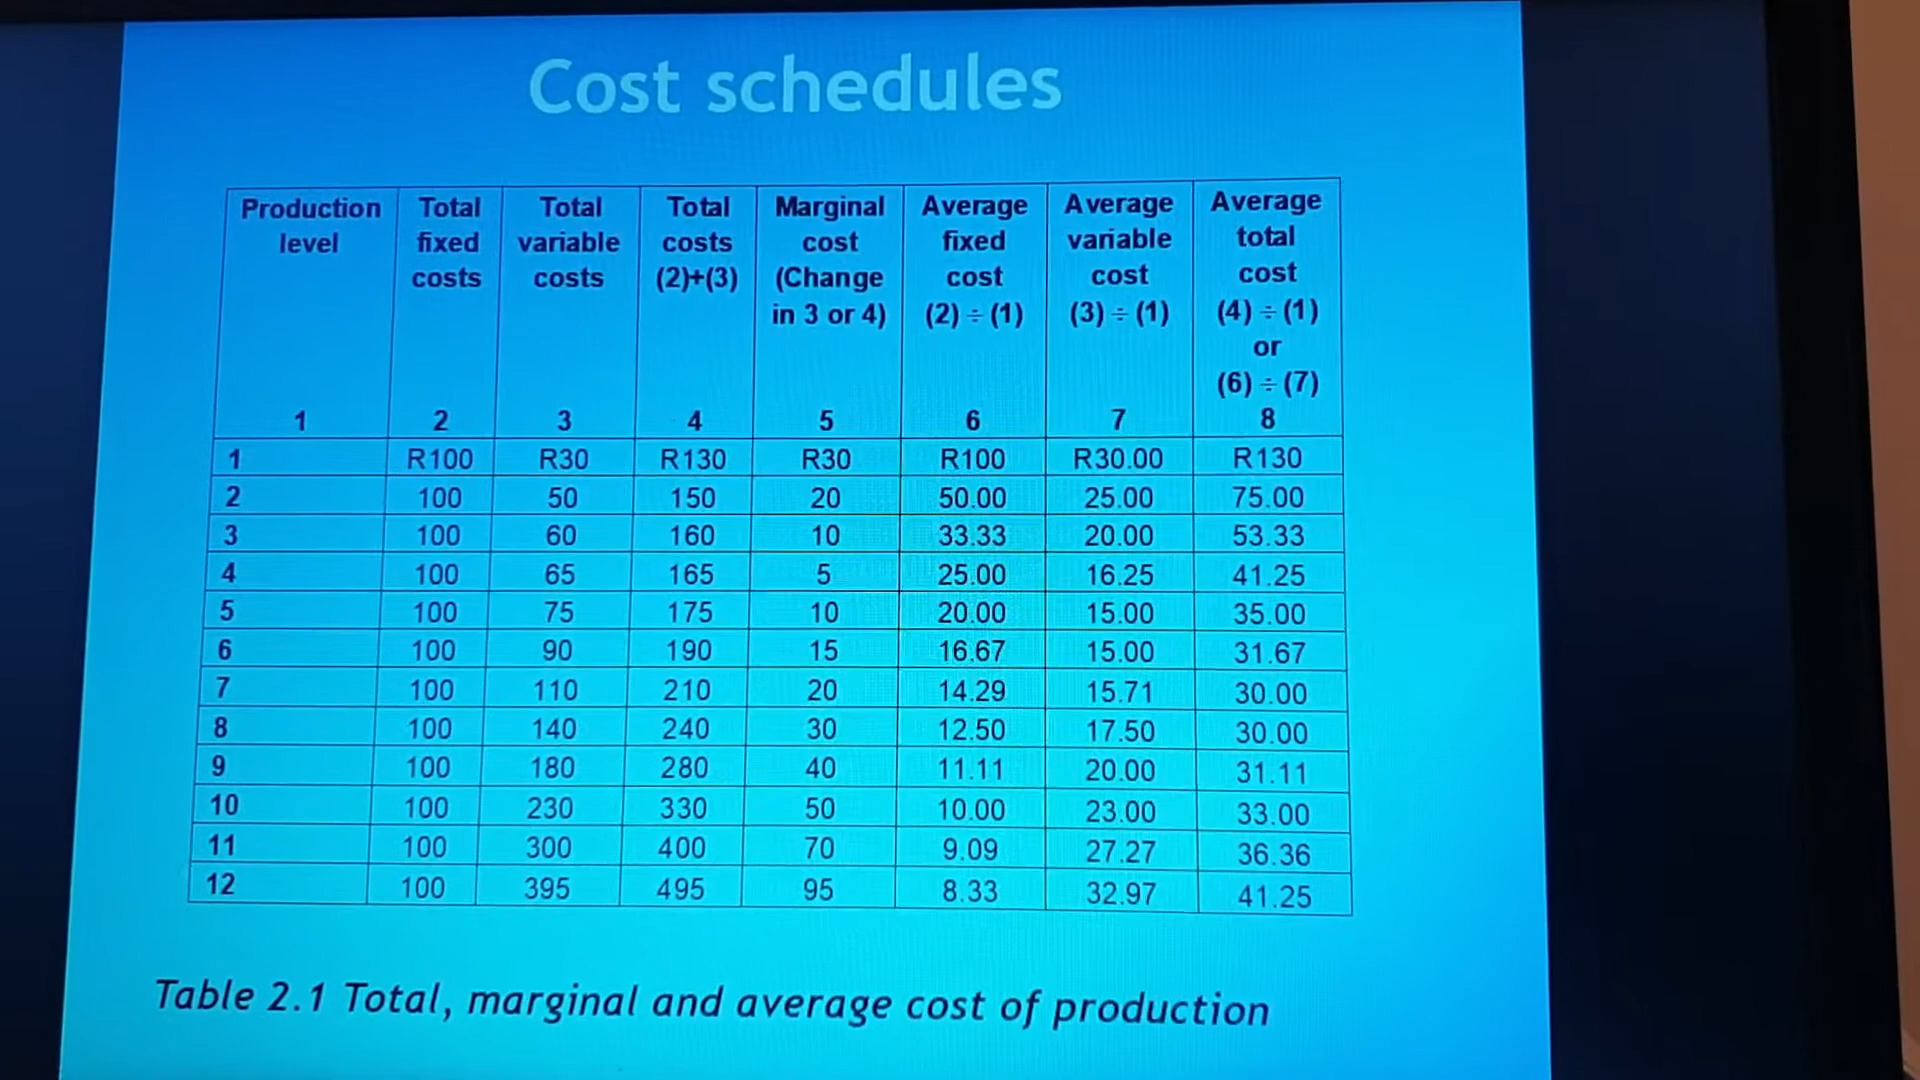 Cost schedules
Production level 1 | Total fixed costs 2 | Total variable costs 3 | Total costs (2)+(3) 4 | Marginal cost (Change in 3 or 4) 5 | Average fixed cost (2) ÷ (1) 6 | Average variable cost (3) ÷ (1) 7 | Average total cost (4) ÷ (1) or (6) ÷ (7) 8
1 | R100 | R30 | R130 | R30 | R100 | R30.00 | R130
2 | 100 | 50 | 150 | 20 | 50.00 | 25.00 | 75.00
3 | 100 | 60 | 160 | 10 | 33.33 | 20.00 | 53.33
4 | 100 | 65 | 165 | 5 | 25.00 | 16.25 | 41.25
5 | 100 | 75 | 175 | 10 | 20.00 | 15.00 | 35.00
6 | 100 | 90 | 190 | 15 | 16.67 | 15.00 | 31.67
7 | 100 | 110 | 210 | 20 | 14.29 | 15.71 | 30.00
8 | 100 | 140 | 240 | 30 | 12.50 | 17.50 | 30.00
9 | 100 | 180 | 280 | 40 | 11.11 | 20.00 | 31.11
10 | 100 | 230 | 330 | 50 | 10.00 | 23.00 | 33.00
11 | 100 | 300 | 400 | 70 | 9.09 | 27.27 | 36.36
12 | 100 | 395 | 495 | 95 | 8.33 | 32.97 | 41.25
Table 2.1 Total, marginal and average cost of production